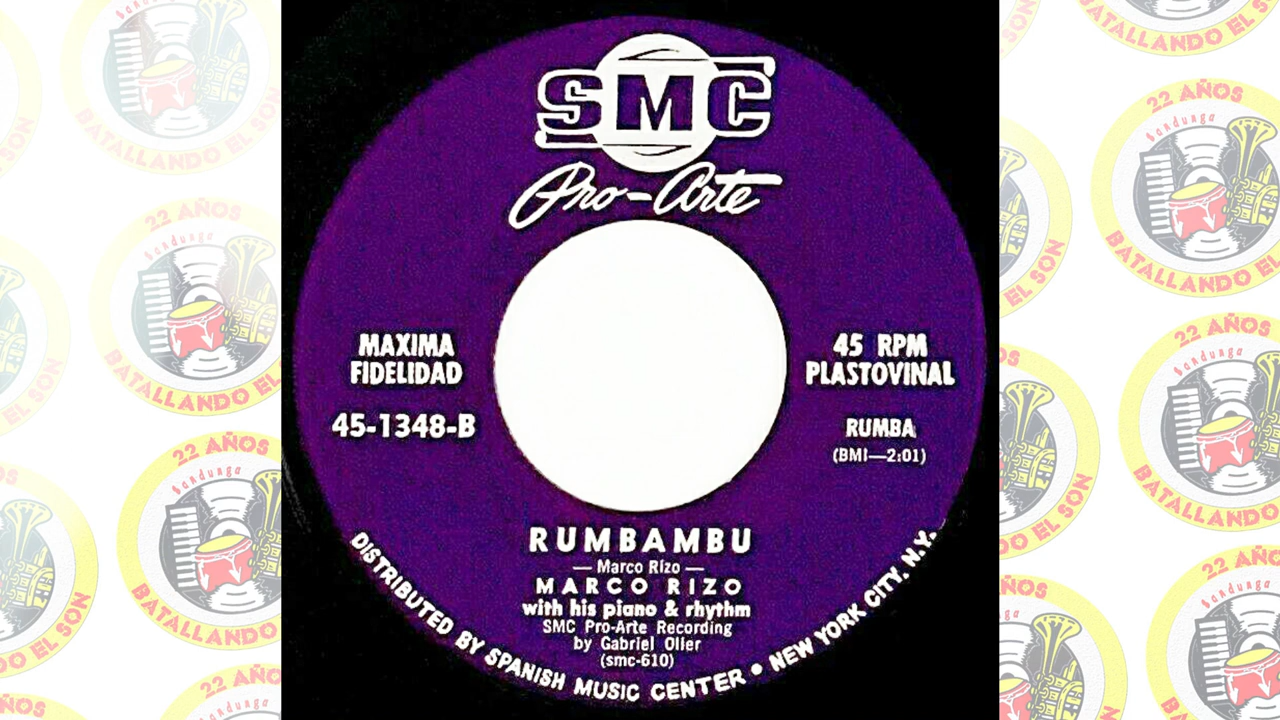 SMC
Pro-Arte
MAXIMA
FIDELIDAD
45-1348-B
45 RPM
PLASTOVINAL
RUMBA
(BMI—2:01)
RUMBAMBU
— Marco Rizo —
MARCO RIZO
with his piano & rhythm
SMC Pro-Arte Recording
by Gabriel Oller
(smc-610)
DISTRIBUTED BY SPANISH MUSIC CENTER • NEW YORK CITY, N.Y.
22 AÑOS
Sandunga
BATALLANDO EL SON